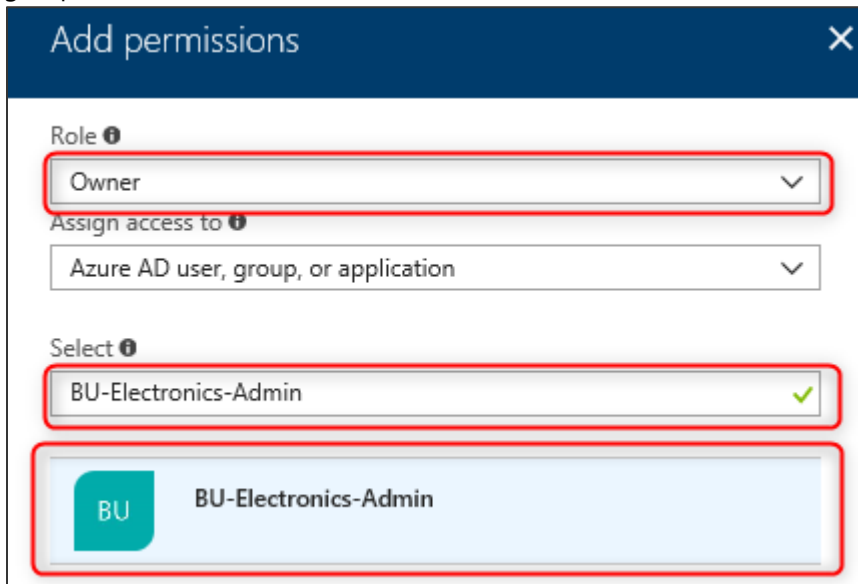 Add permissions
Role
Owner
Assign access to
Azure AD user, group, or application
Select
BU-Electronics-Admin
BU
BU-Electronics-Admin